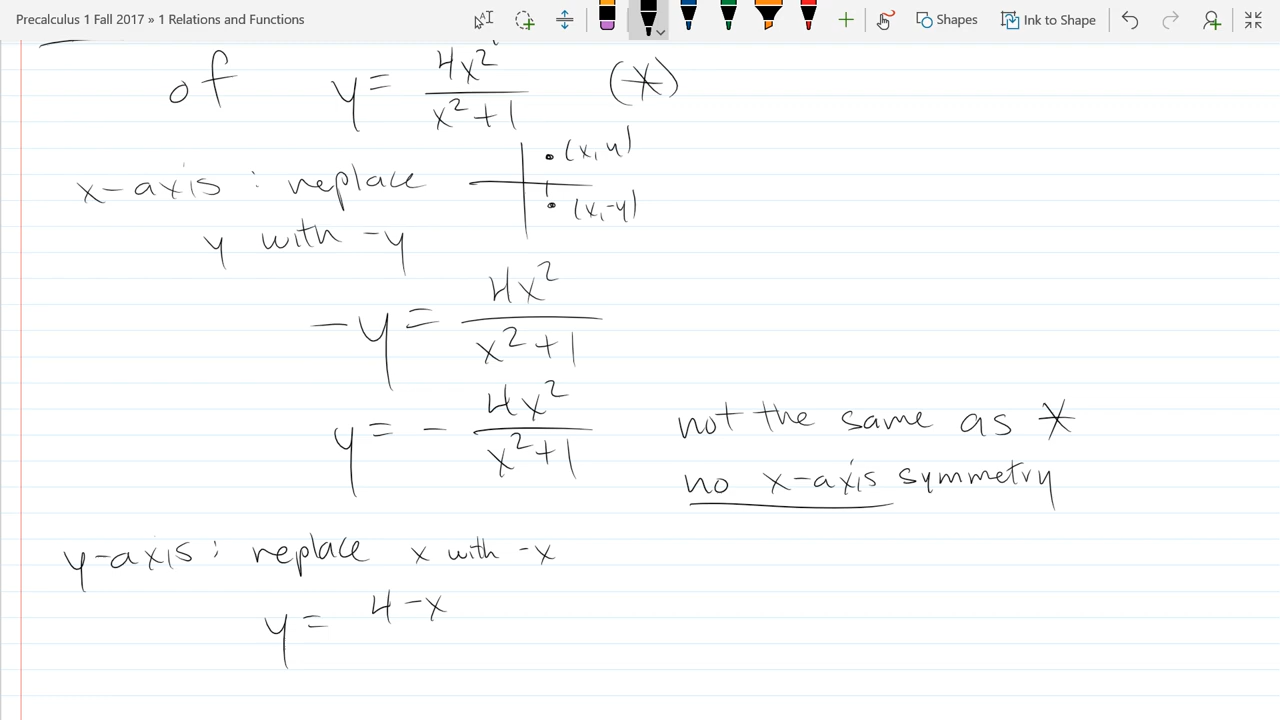 Precalculus 1 Fall 2017 » 1 Relations and Functions
Shapes
Ink to Shape
of y = 4x²/(x²+1) (*)
(x, y)
x-axis : replace
(x, -y)
y with -y
-y = 4x²/(x²+1)
y = - 4x²/(x²+1)
not the same as *
no x-axis symmetry
y-axis : replace x with -x
y = 4 -x